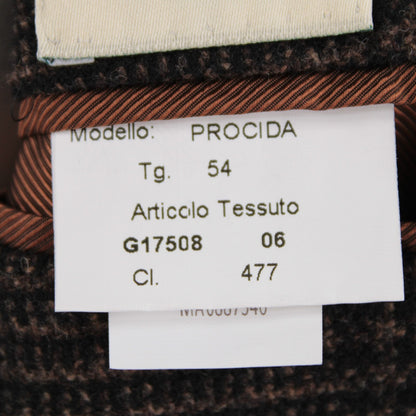 Modello: PROCIDA
Tg. 54
Articolo Tessuto
G17508 06
Cl. 477